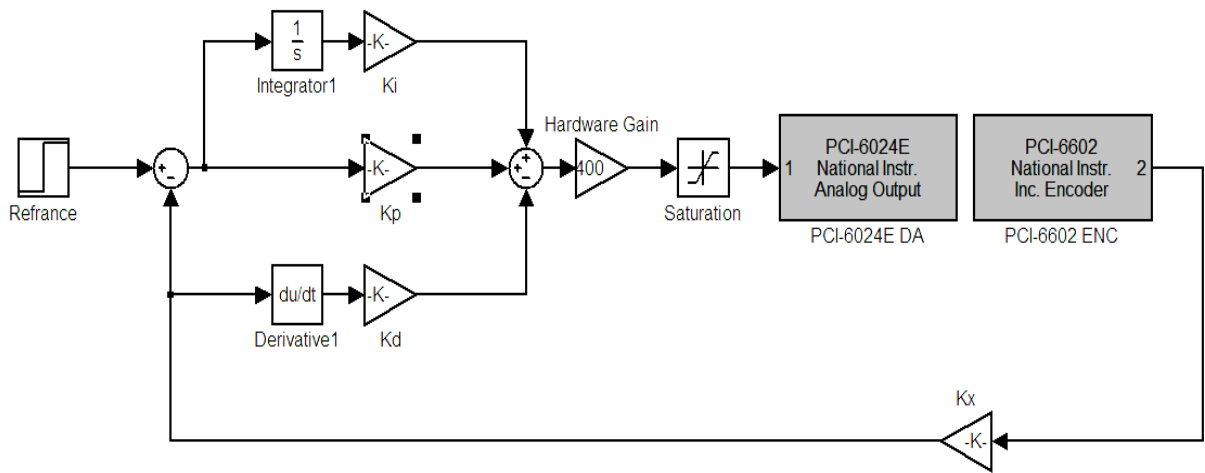 1
s
Integrator1
-K-
Ki
Refrance
+
−
-K-
Kp
du/dt
Derivative1
-K-
Kd
+
+
−
Hardware Gain
400
Saturation
1
PCI-6024E
National Instr.
Analog Output
PCI-6024E DA
PCI-6602
National Instr.
Inc. Encoder
2
PCI-6602 ENC
Kx
-K-